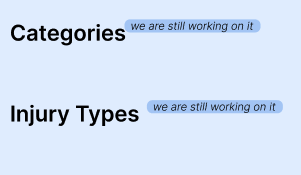 Categories we are still working on it
Injury Types we are still working on it